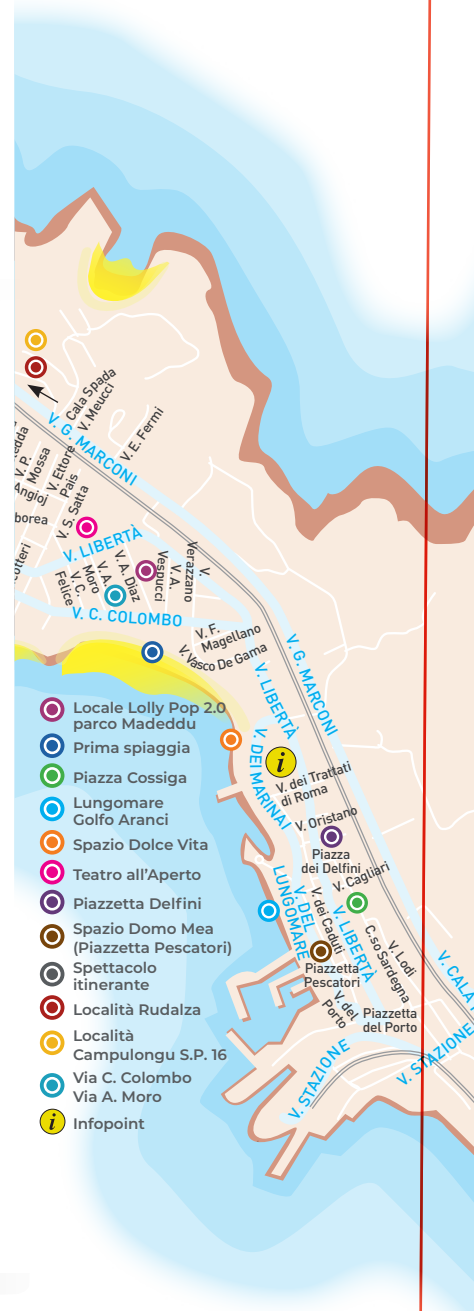 Cala Spada
V. Meucci
V. E. Fermi
V. G. MARCONI
edda
V. P.
Mossa
V. Ettore
Pais
Angioj
V. S. Satta
borea
V. LIBERTÀ
cotteri
V. C.
Felice
V. A.
Moro
V. A. Diaz
V. A.
Vespucci
V.
Verazzano
V. C. COLOMBO
V. F.
Magellano
V. Vasco De Gama
V. LIBERTÀ
V. G. MARCONI
V. DEI MARINAI
i
V. dei Trattati
di Roma
V. Oristano
Piazza
dei Delfini
V. Cagliari
V. DEL
LUNGOMARE
V. dei Caduti
V. LIBERTÀ
C.so Sardegna
V. Lodi
Piazzetta
Pescatori
V. del
Porto
Piazzetta
del Porto
V. CALA
V. STAZIONE
V. STAZIONE
Locale Lolly Pop 2.0
parco Madeddu
Prima spiaggia
Piazza Cossiga
Lungomare
Golfo Aranci
Spazio Dolce Vita
Teatro all'Aperto
Piazzetta Delfini
Spazio Domo Mea
(Piazzetta Pescatori)
Spettacolo
itinerante
Località Rudalza
Località
Campulongu S.P. 16
Via C. Colombo
Via A. Moro
i Infopoint